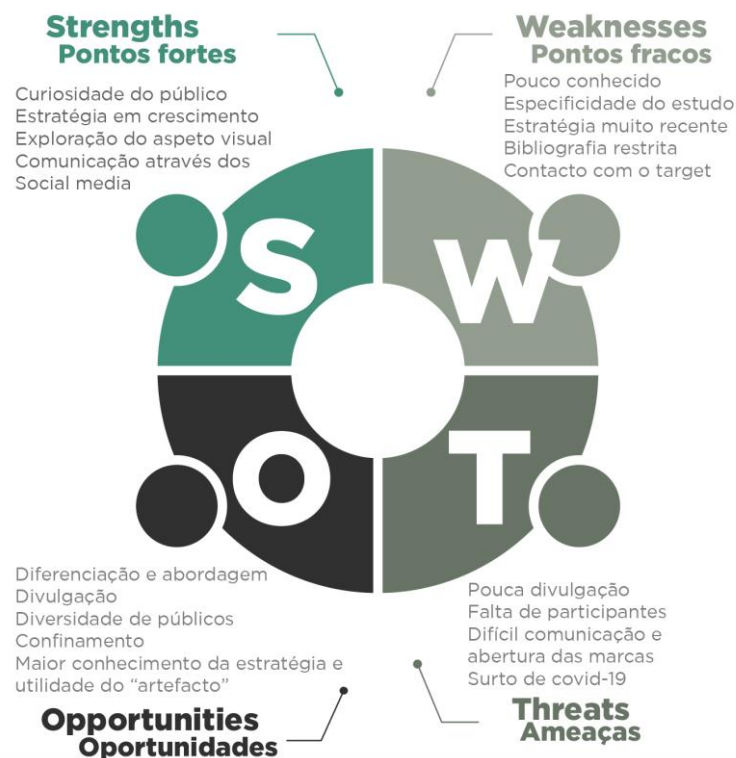 Strengths
Pontos fortes
Curiosidade do público
Estratégia em crescimento
Exploração do aspeto visual
Comunicação através dos
Social media
Weaknesses
Pontos fracos
Pouco conhecido
Especificidade do estudo
Estratégia muito recente
Bibliografia restrita
Contacto com o target
S
W
O
T
Diferenciação e abordagem
Divulgação
Diversidade de públicos
Confinamento
Maior conhecimento da estratégia e
utilidade do “artefacto”
Opportunities
Oportunidades
Pouca divulgação
Falta de participantes
Difícil comunicação e
abertura das marcas
Surto de covid-19
Threats
Ameaças